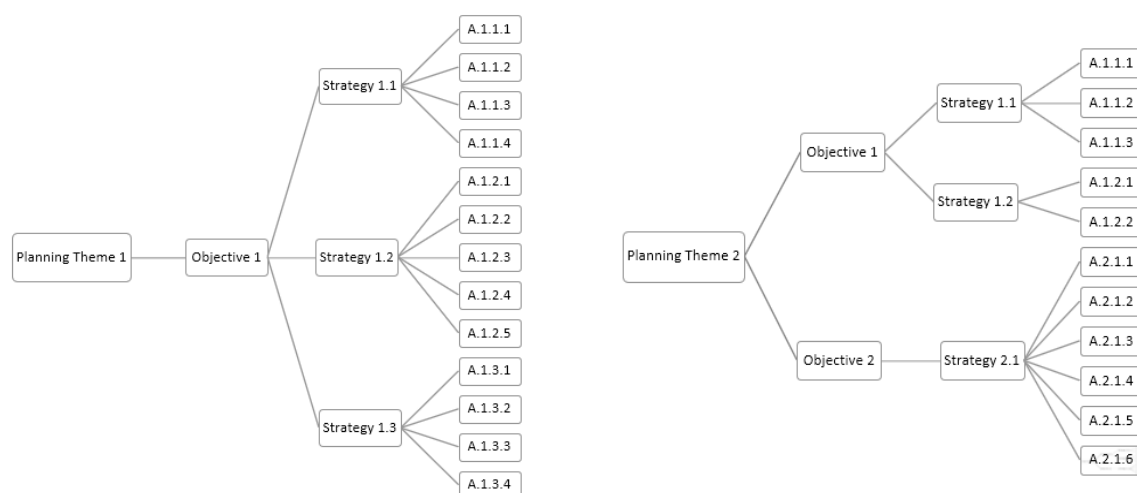 Planning Theme 1
Objective 1
Strategy 1.1
A.1.1.1
A.1.1.2
A.1.1.3
A.1.1.4
Strategy 1.2
A.1.2.1
A.1.2.2
A.1.2.3
A.1.2.4
A.1.2.5
Strategy 1.3
A.1.3.1
A.1.3.2
A.1.3.3
A.1.3.4
Planning Theme 2
Objective 1
Strategy 1.1
A.1.1.1
A.1.1.2
A.1.1.3
Strategy 1.2
A.1.2.1
A.1.2.2
Objective 2
Strategy 2.1
A.2.1.1
A.2.1.2
A.2.1.3
A.2.1.4
A.2.1.5
A.2.1.6